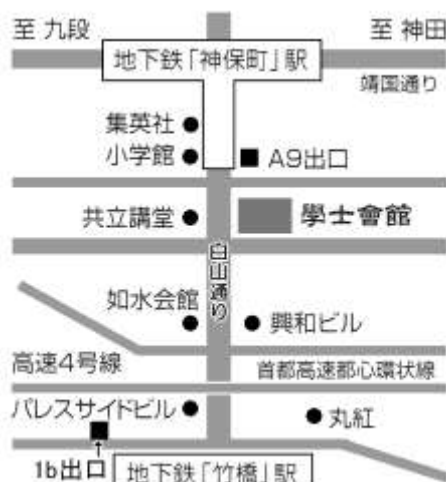 至 九段
至 神田
地下鉄「神保町」駅
靖国通り
集英社
小学館
A9出口
共立講堂
學士會館
白山通り
如水会館
興和ビル
高速4号線
首都高速都心環状線
パレスサイドビル
丸紅
1b出口
地下鉄「竹橋」駅